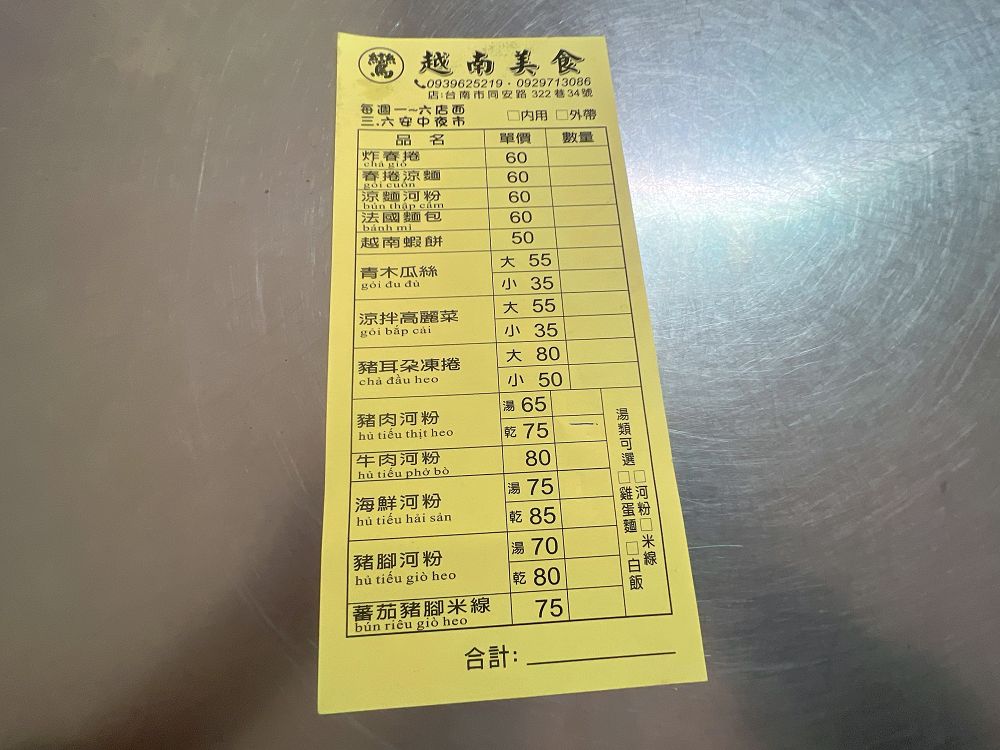 鶯 越南美食
0939625219・0929713086
店:台南市同安路322巷34號
每週一~六店面
三.六安中夜市
□內用 □外帶
品名 單價 數量
炸春捲 60
chả giò
春捲涼麵 60
gỏi cuốn
涼麵河粉 60
bún thập cẩm
法國麵包 60
bánh mì
越南蝦餅 50
青木瓜絲 大 55
gỏi đu đủ 小 35
涼拌高麗菜 大 55
gỏi bắp cải 小 35
豬耳朶凍捲 大 80
chả đầu heo 小 50
豬肉河粉 湯 65
hủ tiếu thịt heo 乾 75 一
牛肉河粉 80
hủ tiếu phở bò
海鮮河粉 湯 75
hủ tiếu hải sản 乾 85
豬腳河粉 湯 70
hủ tiếu giò heo 乾 80
蕃茄豬腳米線 75
bún riêu giò heo
湯類可選
□河粉□米線
□雞蛋麵□白飯
合計: